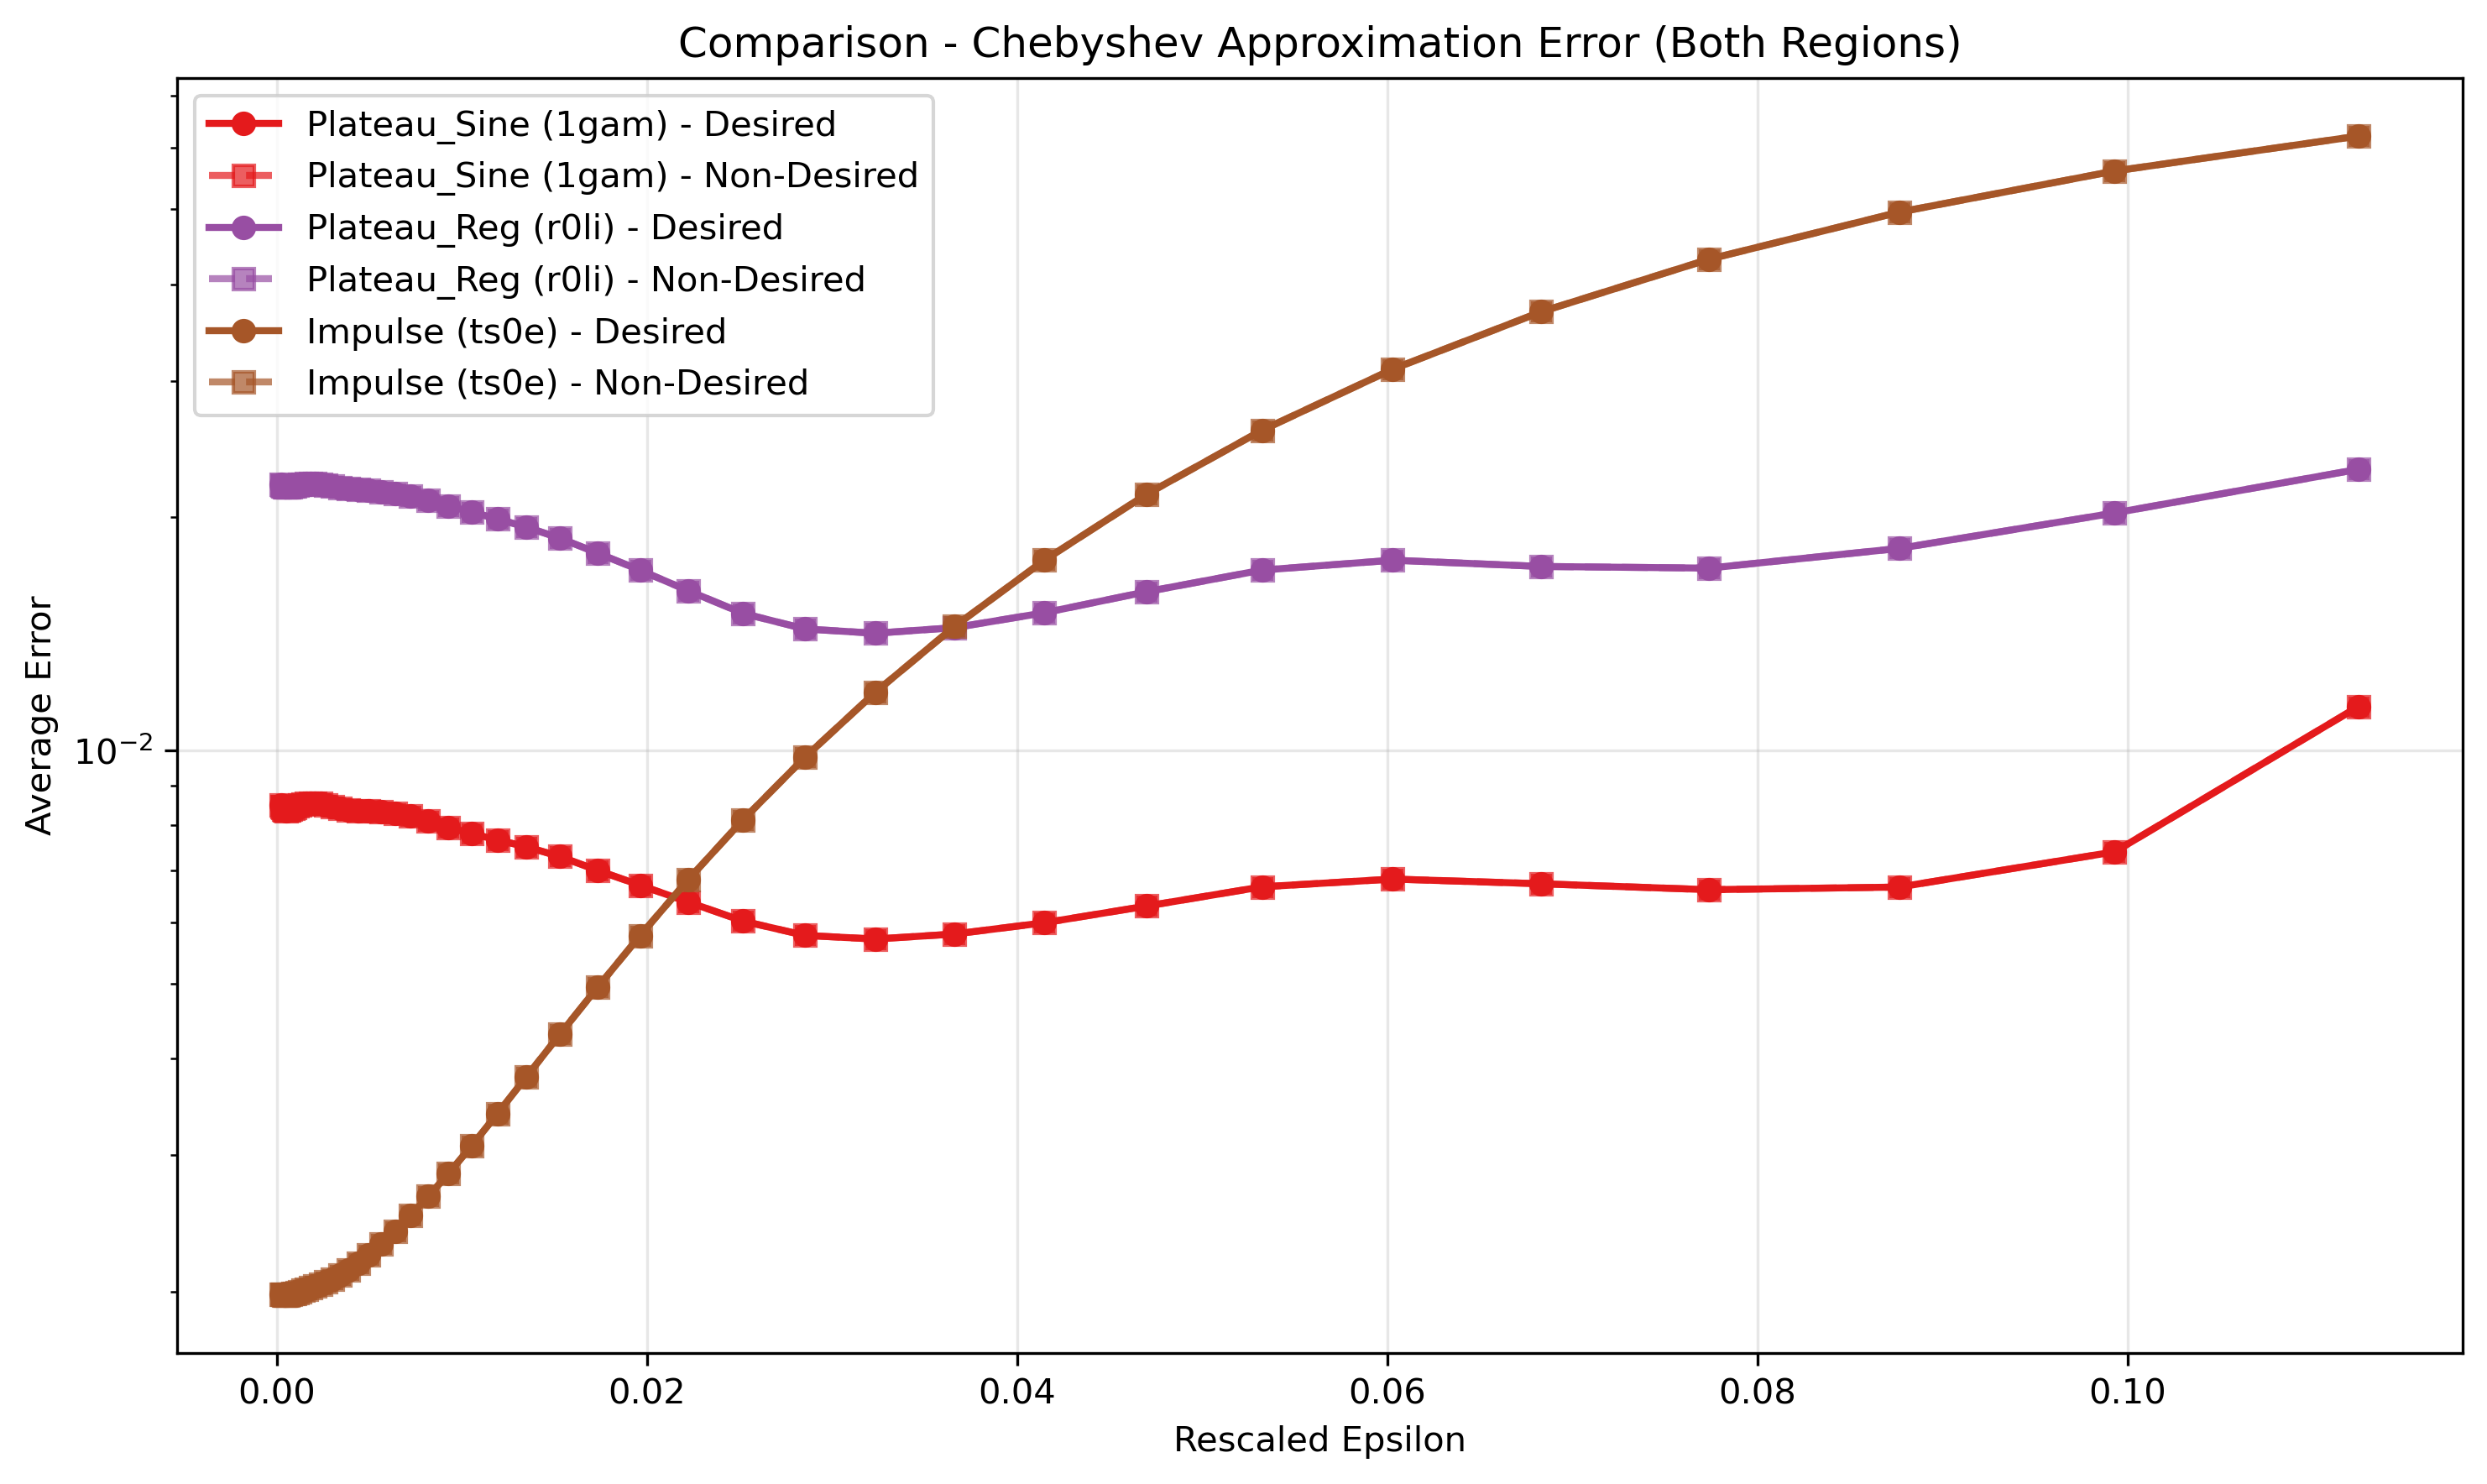 Comparison - Chebyshev Approximation Error (Both Regions)
Plateau_Sine (1gam) - Desired
Plateau_Sine (1gam) - Non-Desired
Plateau_Reg (r0li) - Desired
Plateau_Reg (r0li) - Non-Desired
Impulse (ts0e) - Desired
Impulse (ts0e) - Non-Desired
Average Error
10⁻²
0.00 0.02 0.04 0.06 0.08 0.10
Rescaled Epsilon